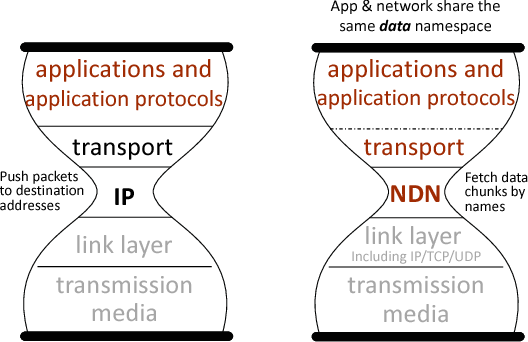 applications and
application protocols
transport
Push packets
to destination
addresses
IP
link layer
transmission
media
App & network share the
same data namespace
applications and
application protocols
transport
NDN
Fetch data
chunks by
names
link layer
Including IP/TCP/UDP
transmission
media